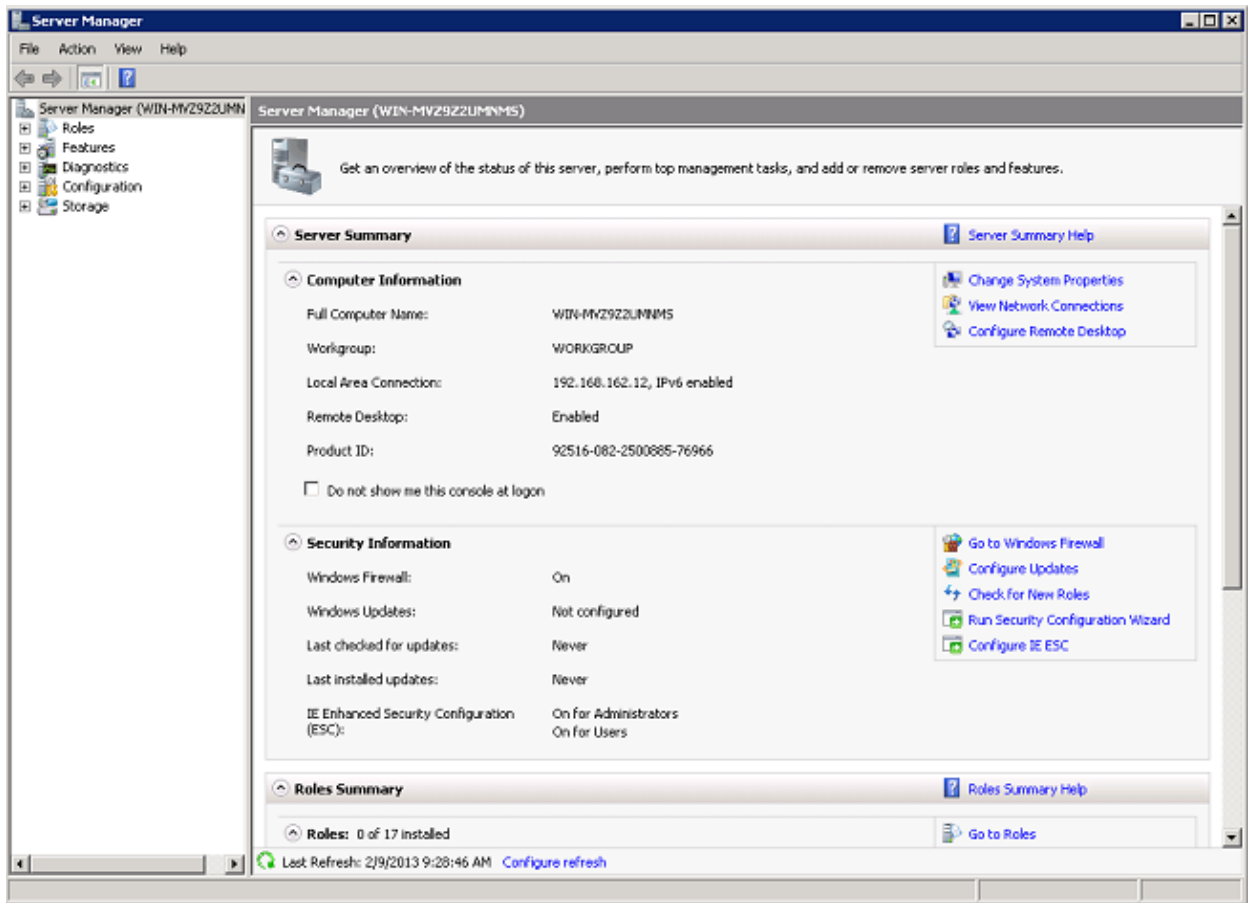 Server Manager
File Action View Help
Server Manager (WIN-MVZ9Z2UMN
Roles
Features
Diagnostics
Configuration
Storage
Server Manager (WIN-MVZ9Z2UMNMS)
Get an overview of the status of this server, perform top management tasks, and add or remove server roles and features.
Server Summary
Server Summary Help
Computer Information
Full Computer Name: WIN-MVZ9Z2UMNMS
Workgroup: WORKGROUP
Local Area Connection: 192.168.162.12, IPv6 enabled
Remote Desktop: Enabled
Product ID: 92516-082-2500885-76966
Do not show me this console at logon
Change System Properties
View Network Connections
Configure Remote Desktop
Security Information
Windows Firewall: On
Windows Updates: Not configured
Last checked for updates: Never
Last installed updates: Never
IE Enhanced Security Configuration (ESC): On for Administrators
On for Users
Go to Windows Firewall
Configure Updates
Check for New Roles
Run Security Configuration Wizard
Configure IE ESC
Roles Summary
Roles Summary Help
Roles: 0 of 17 installed
Go to Roles
Last Refresh: 2/9/2013 9:28:46 AM Configure refresh